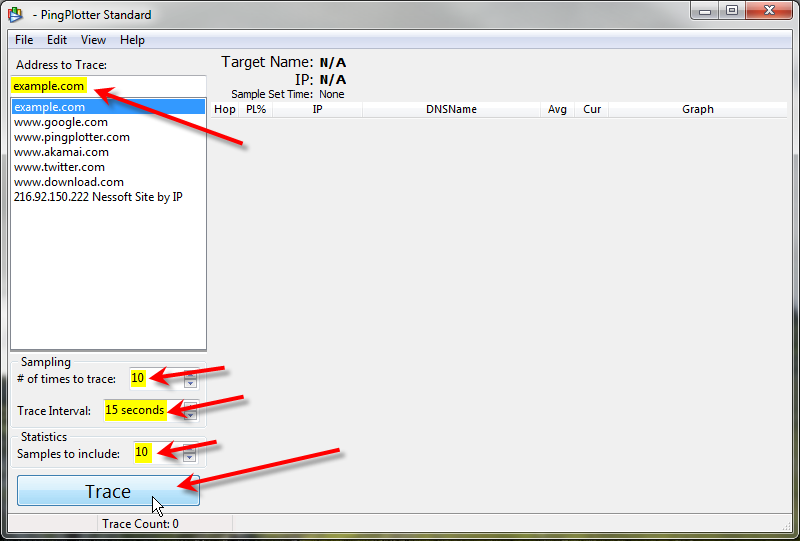 - PingPlotter Standard
File Edit View Help
Address to Trace:
example.com
example.com
www.google.com
www.pingplotter.com
www.akamai.com
www.twitter.com
www.download.com
216.92.150.222 Nessoft Site by IP
Target Name: N/A
IP: N/A
Sample Set Time: None
Hop PL% IP DNSName Avg Cur Graph
Sampling
# of times to trace: 10
Trace Interval: 15 seconds
Statistics
Samples to include: 10
Trace
Trace Count: 0